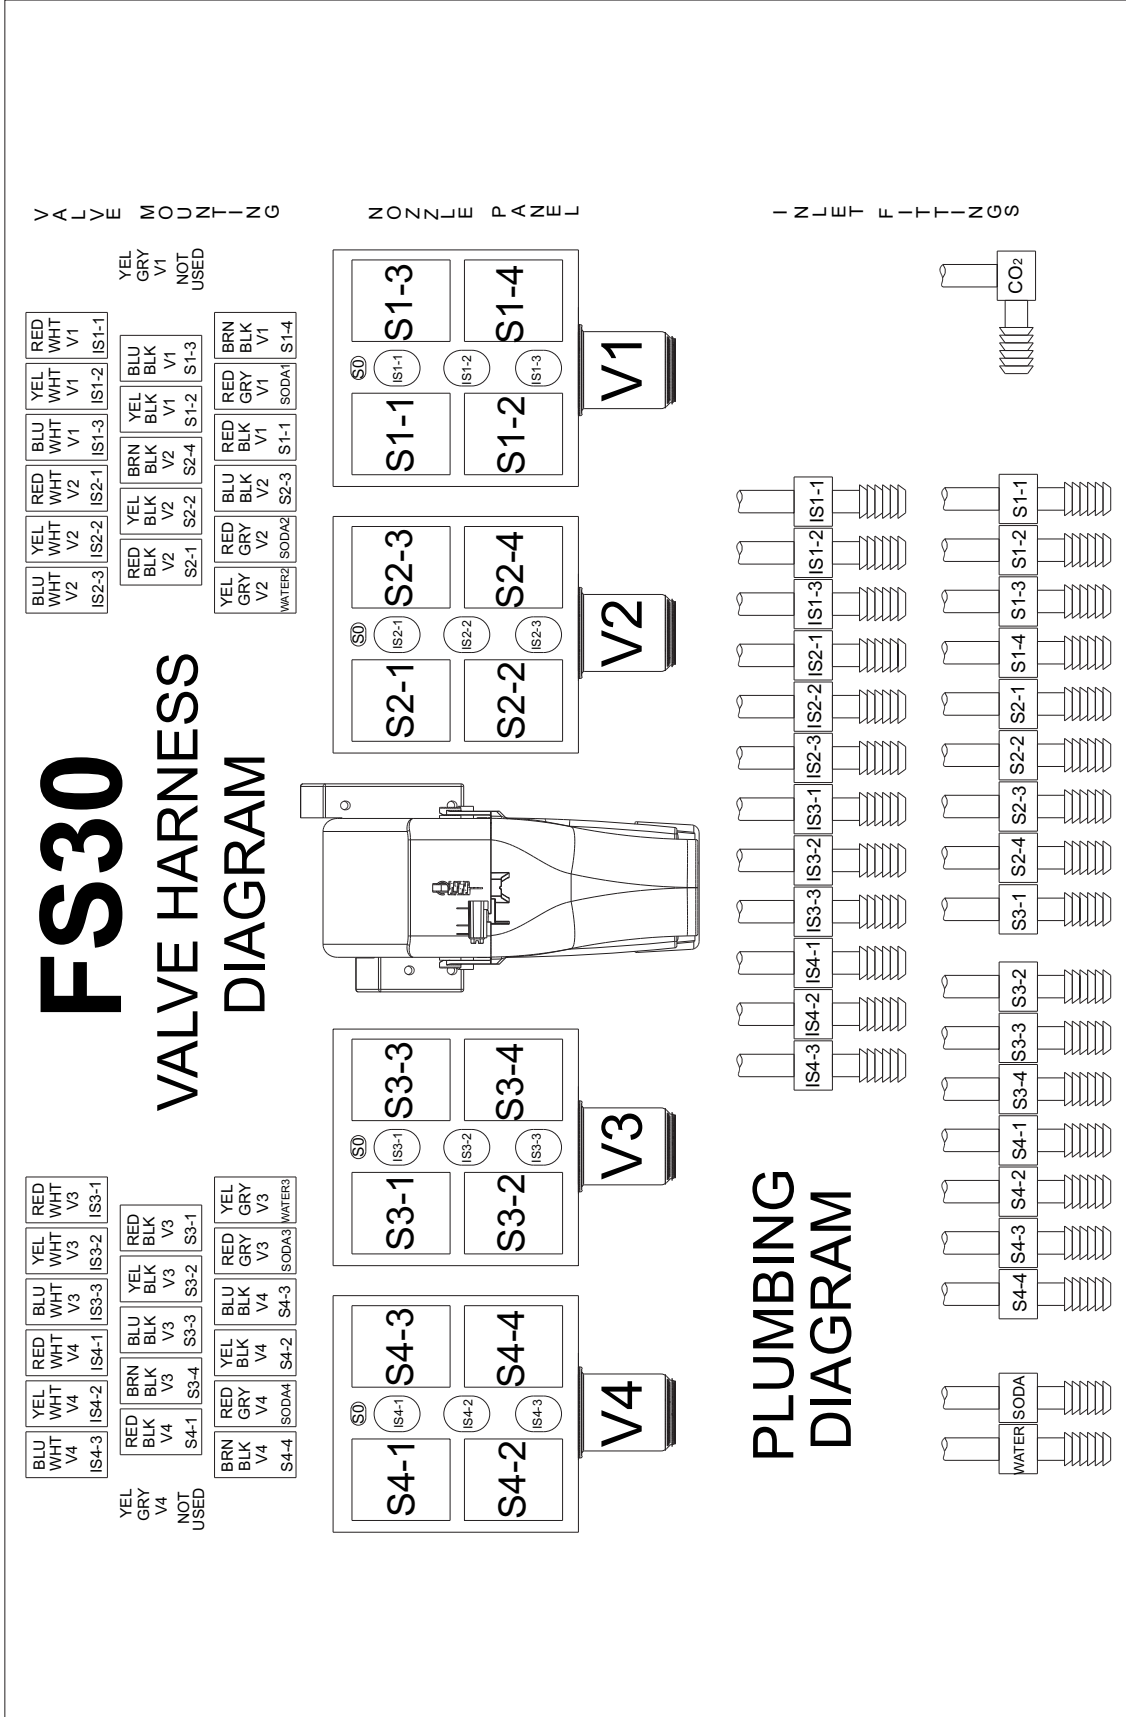 BLU
WHT
V4
IS4-3
YEL
WHT
V4
IS4-2
RED
WHT
V4
IS4-1
BLU
WHT
V3
IS3-3
YEL
WHT
V3
IS3-2
RED
WHT
V3
IS3-1
YEL
GRY
V4
NOT
USED
RED
BLK
V4
S4-1
BRN
BLK
V3
S3-4
BLU
BLK
V3
S3-3
YEL
BLK
V3
S3-2
RED
BLK
V3
S3-1
BRN
BLK
V4
S4-4
RED
GRY
V4
SODA4
YEL
BLK
V4
S4-2
BLU
BLK
V4
S4-3
RED
GRY
V3
SODA3
YEL
GRY
V3
WATER3
FS30
VALVE HARNESS
DIAGRAM
BLU
WHT
V2
IS2-3
YEL
WHT
V2
IS2-2
RED
WHT
V2
IS2-1
BLU
WHT
V1
IS1-3
YEL
WHT
V1
IS1-2
RED
WHT
V1
IS1-1
RED
BLK
V2
S2-1
YEL
BLK
V2
S2-2
BRN
BLK
V2
S2-4
YEL
BLK
V1
S1-2
BLU
BLK
V1
S1-3
YEL
GRY
V1
NOT
USED
YEL
GRY
V2
WATER2
RED
GRY
V2
SODA2
BLU
BLK
V2
S2-3
RED
BLK
V1
S1-1
RED
GRY
V1
SODA1
BRN
BLK
V1
S1-4
VALVE MOUNTING
S4-1
S0
IS4-1
S4-3
IS4-2
S4-2
IS4-3
S4-4
V4
S3-1
S0
IS3-1
S3-3
IS3-2
S3-2
IS3-3
S3-4
V3
S2-1
S0
IS2-1
S2-3
IS2-2
S2-2
IS2-3
S2-4
V2
S1-1
S0
IS1-1
S1-3
IS1-2
S1-2
IS1-3
S1-4
V1
NOZZLE PANEL
PLUMBING
DIAGRAM
IS4-3 IS4-2 IS4-1 IS3-3 IS3-2 IS3-1 IS2-3 IS2-2 IS2-1 IS1-3 IS1-2 IS1-1
WATER SODA S4-4 S4-3 S4-2 S4-1 S3-4 S3-3 S3-2 S3-1 S2-4 S2-3 S2-2 S2-1 S1-4 S1-3 S1-2 S1-1 CO2
INLET FITTINGS